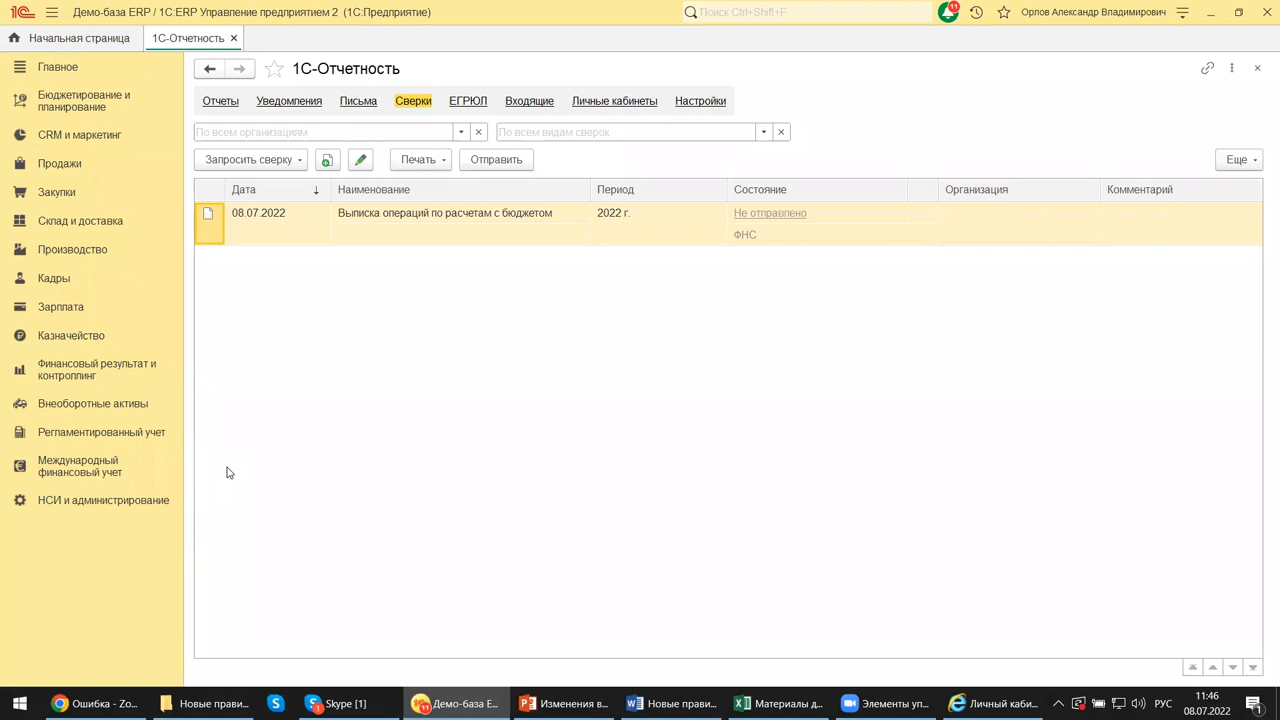 Демо-база ERP / 1С:ERP Управление предприятием 2 (1С:Предприятие)
Поиск Ctrl+Shift+F
11
Орлов Александр Владимирович
Начальная страница
1С-Отчетность
Главное
Бюджетирование и
планирование
CRM и маркетинг
Продажи
Закупки
Склад и доставка
Производство
Кадры
Зарплата
Казначейство
Финансовый результат и
контроллинг
Внеоборотные активы
Регламентированный учет
Международный
финансовый учет
НСИ и администрирование
1С-Отчетность
Отчеты Уведомления Письма Сверки ЕГРЮЛ Входящие Личные кабинеты Настройки
По всем организациям
По всем видам сверок
Запросить сверку Печать Отправить Еще
Дата Наименование Период Состояние Организация Комментарий
08.07.2022 Выписка операций по расчетам с бюджетом 2022 г. Не отправлено
ФНС
Ошибка - Zo...
Новые прави...
Skype [1]
Демо-база E...
Изменения в...
Новые прави...
Материалы д...
Элементы уп...
Личный каби...
РУС
11:46
08.07.2022